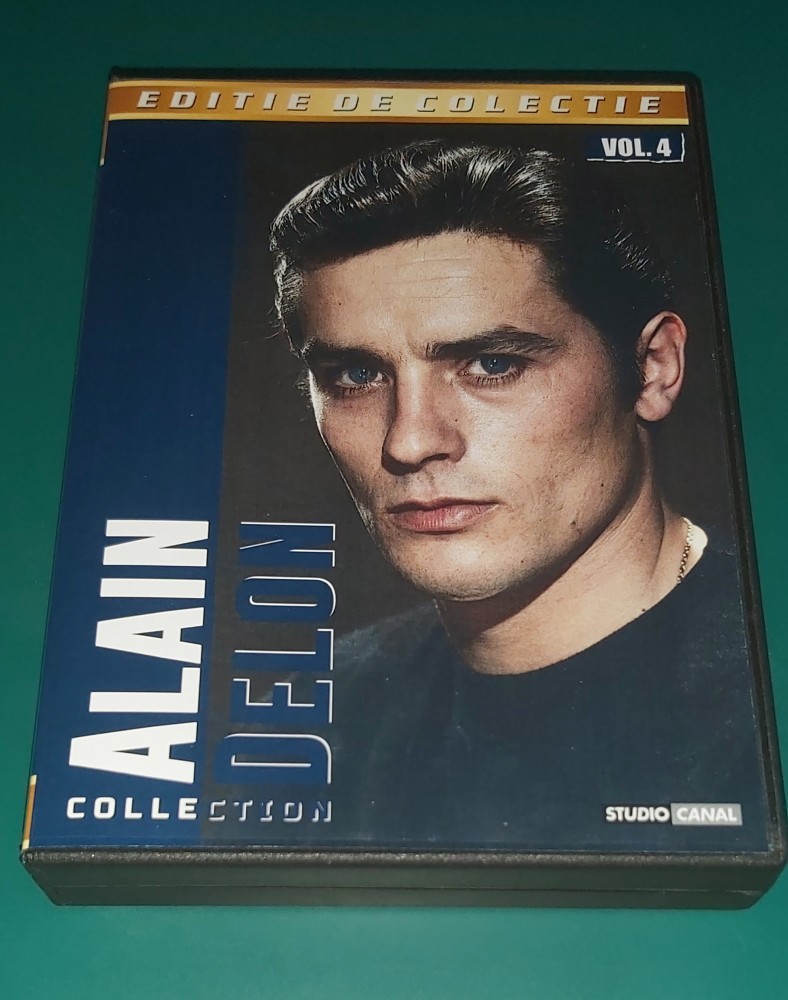 EDITIE DE COLECTIE
VOL. 4
ALAIN
DELON
COLLECTION
STUDIO CANAL